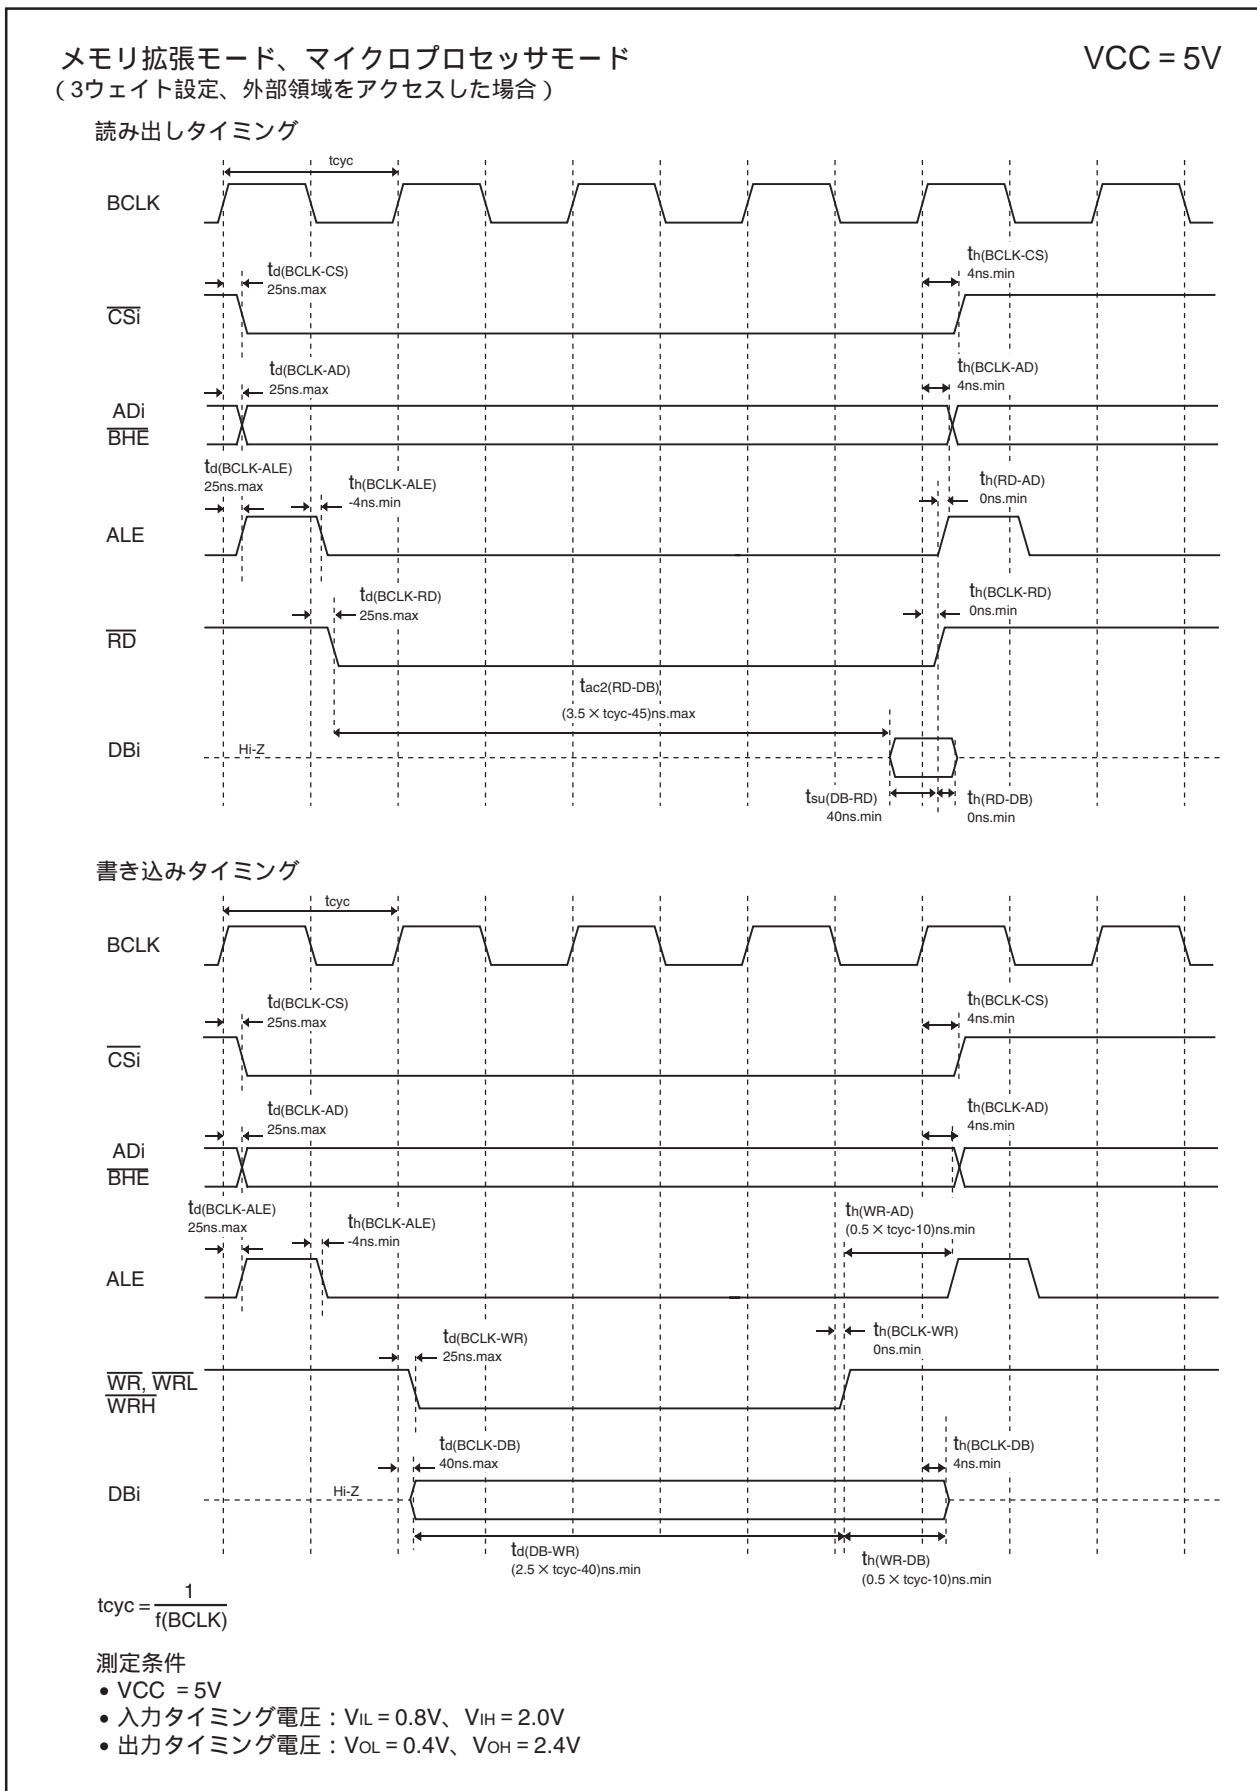 メモリ拡張モード、マイクロプロセッサモード
VCC = 5V
（3ウェイト設定、外部領域をアクセスした場合）
読み出しタイミング
tcyc
BCLK
td(BCLK-CS)
25ns.max
th(BCLK-CS)
4ns.min
CSi
td(BCLK-AD)
25ns.max
th(BCLK-AD)
4ns.min
ADi
BHE
td(BCLK-ALE)
25ns.max
th(BCLK-ALE)
-4ns.min
th(RD-AD)
0ns.min
ALE
td(BCLK-RD)
25ns.max
th(BCLK-RD)
0ns.min
RD
tac2(RD-DB)
(3.5×tcyc-45)ns.max
DBi
Hi-Z
tsu(DB-RD)
40ns.min
th(RD-DB)
0ns.min
書き込みタイミング
tcyc
BCLK
td(BCLK-CS)
25ns.max
th(BCLK-CS)
4ns.min
CSi
td(BCLK-AD)
25ns.max
th(BCLK-AD)
4ns.min
ADi
BHE
td(BCLK-ALE)
25ns.max
th(BCLK-ALE)
-4ns.min
th(WR-AD)
(0.5×tcyc-10)ns.min
ALE
td(BCLK-WR)
25ns.max
th(BCLK-WR)
0ns.min
WR, WRL
WRH
td(BCLK-DB)
40ns.max
th(BCLK-DB)
4ns.min
DBi
Hi-Z
td(DB-WR)
(2.5×tcyc-40)ns.min
th(WR-DB)
(0.5×tcyc-10)ns.min
tcyc = 1
f(BCLK)
測定条件
• VCC = 5V
• 入力タイミング電圧：VIL = 0.8V、VIH = 2.0V
• 出力タイミング電圧：VOL = 0.4V、VOH = 2.4V